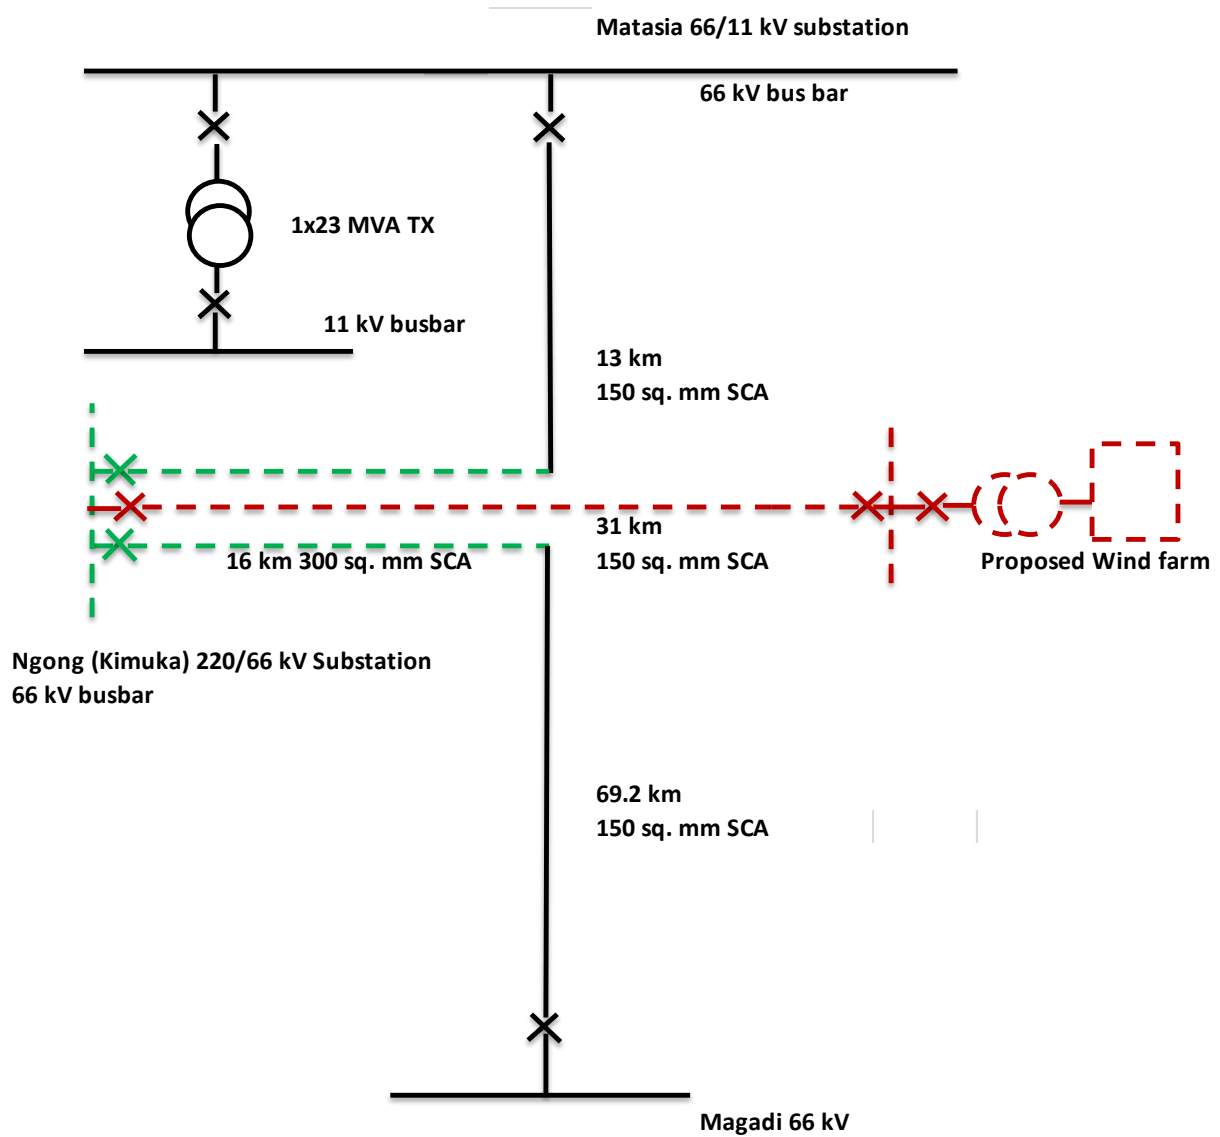 Matasia 66/11 kV substation
66 kV bus bar
1x23 MVA TX
11 kV busbar
13 km
150 sq. mm SCA
31 km
150 sq. mm SCA
16 km 300 sq. mm SCA
Proposed Wind farm
Ngong (Kimuka) 220/66 kV Substation
66 kV busbar
69.2 km
150 sq. mm SCA
Magadi 66 kV